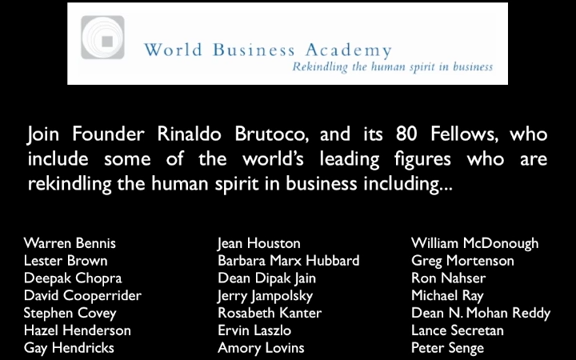 World Business Academy
Rekindling the human spirit in business
Join Founder Rinaldo Brutoco, and its 80 Fellows, who
include some of the world's leading figures who are
rekindling the human spirit in business including...
Warren Bennis
Lester Brown
Deepak Chopra
David Cooperrider
Stephen Covey
Hazel Henderson
Gay Hendricks
Jean Houston
Barbara Marx Hubbard
Dean Dipak Jain
Jerry Jampolsky
Rosabeth Kanter
Ervin Laszlo
Amory Lovins
William McDonough
Greg Mortenson
Ron Nahser
Michael Ray
Dean N. Mohan Reddy
Lance Secretan
Peter Senge